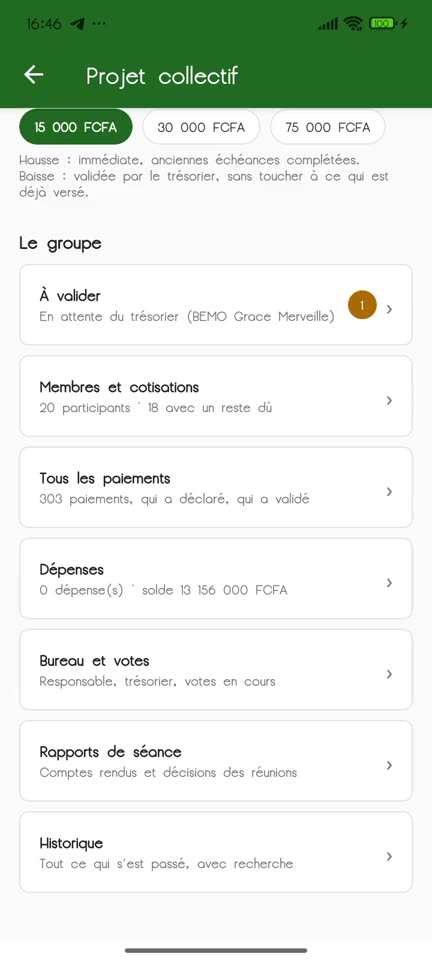 16:46
100
Projet collectif
15 000 FCFA
30 000 FCFA
75 000 FCFA
Hausse : immédiate, anciennes échéances complétées.
Baisse : validée par le trésorier, sans toucher à ce qui est
déjà versé.
Le groupe
À valider
En attente du trésorier (BEMO Grace Merveille)
1
Membres et cotisations
20 participants · 18 avec un reste dû
Tous les paiements
303 paiements, qui a déclaré, qui a validé
Dépenses
0 dépense(s) · solde 13 156 000 FCFA
Bureau et votes
Responsable, trésorier, votes en cours
Rapports de séance
Comptes rendus et décisions des réunions
Historique
Tout ce qui s'est passé, avec recherche